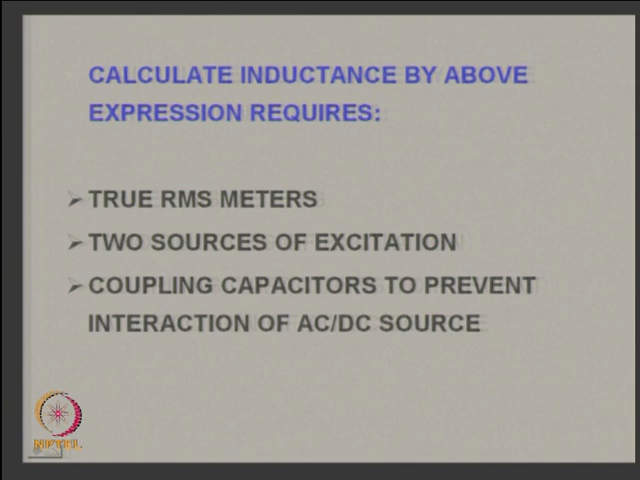 CALCULATE INDUCTANCE BY ABOVE
EXPRESSION REQUIRES:
➢ TRUE RMS METERS
➢ TWO SOURCES OF EXCITATION
➢ COUPLING CAPACITORS TO PREVENT
INTERACTION OF AC/DC SOURCE
NPTEL